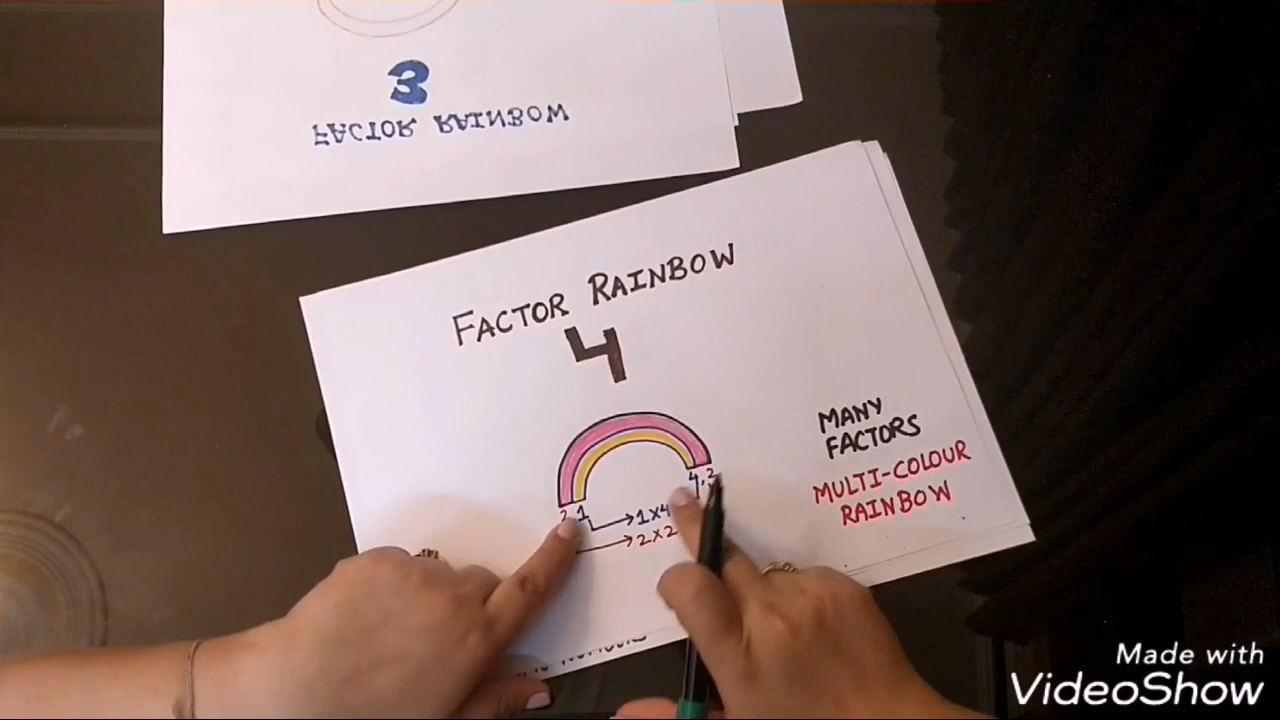 3
FACTOR RAINBOW
FACTOR RAINBOW
4
MANY
FACTORS
MULTI-COLOUR
RAINBOW
2 1
4, 2
1x4
2x2
Made with
VideoShow